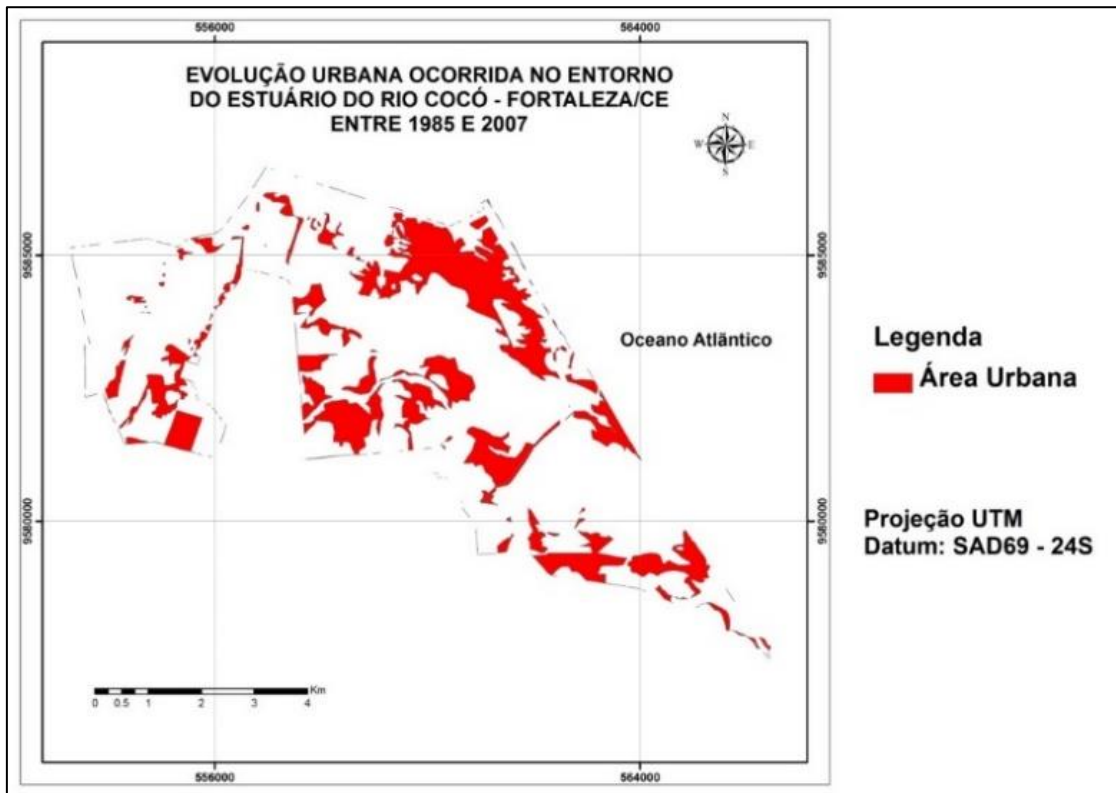 556000
564000
EVOLUÇÃO URBANA OCORRIDA NO ENTORNO
DO ESTUÁRIO DO RIO COCÓ - FORTALEZA/CE
ENTRE 1985 E 2007
N
W
E
S
9585000
9585000
Oceano Atlântico
Legenda
Área Urbana
9580000
9580000
Projeção UTM
Datum: SAD69 - 24S
Km
0 0.5 1 2 3 4
556000
564000